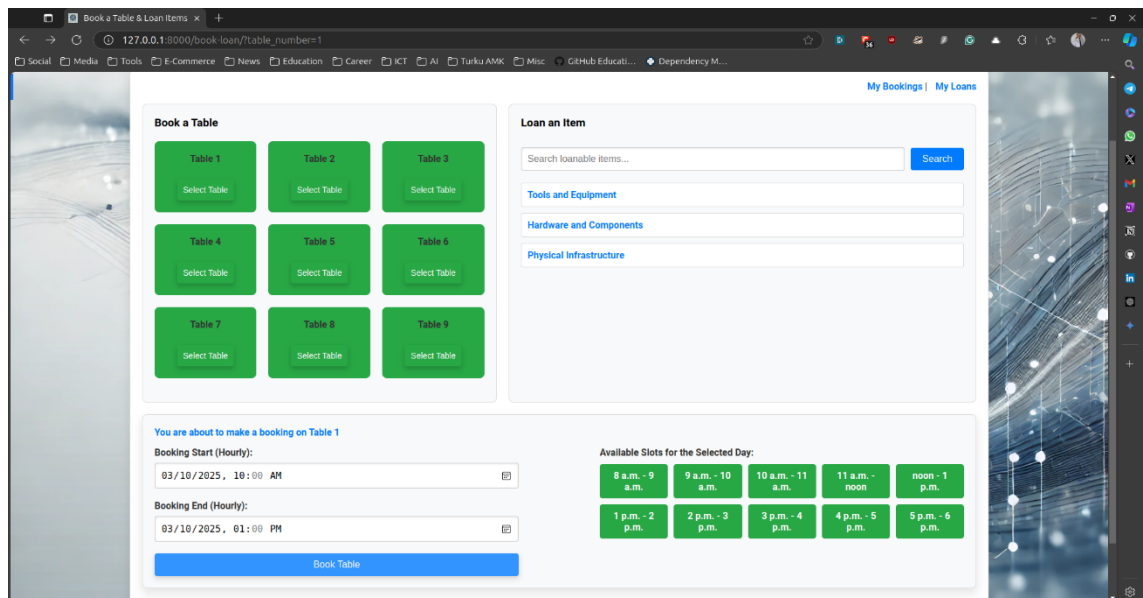 Book a Table & Loan Items
127.0.0.1:8000/book-loan/?table_number=1
36
Social Media Tools E-Commerce News Education Career ICT AI Turku AMK Misc GitHub Educati... Dependency M...
My Bookings | My Loans
Book a Table
Table 1 Table 2 Table 3
Select Table Select Table Select Table
Table 4 Table 5 Table 6
Select Table Select Table Select Table
Table 7 Table 8 Table 9
Select Table Select Table Select Table
Loan an Item
Search loanable items... Search
Tools and Equipment
Hardware and Components
Physical Infrastructure
You are about to make a booking on Table 1
Booking Start (Hourly):
03/10/2025, 10:00 AM
Booking End (Hourly):
03/10/2025, 01:00 PM
Book Table
Available Slots for the Selected Day:
8 a.m. - 9 9 a.m. - 10 10 a.m. - 11 11 a.m. - noon - 1
a.m. a.m. a.m. noon p.m.
1 p.m. - 2 2 p.m. - 3 3 p.m. - 4 4 p.m. - 5 5 p.m. - 6
p.m. p.m. p.m. p.m. p.m.